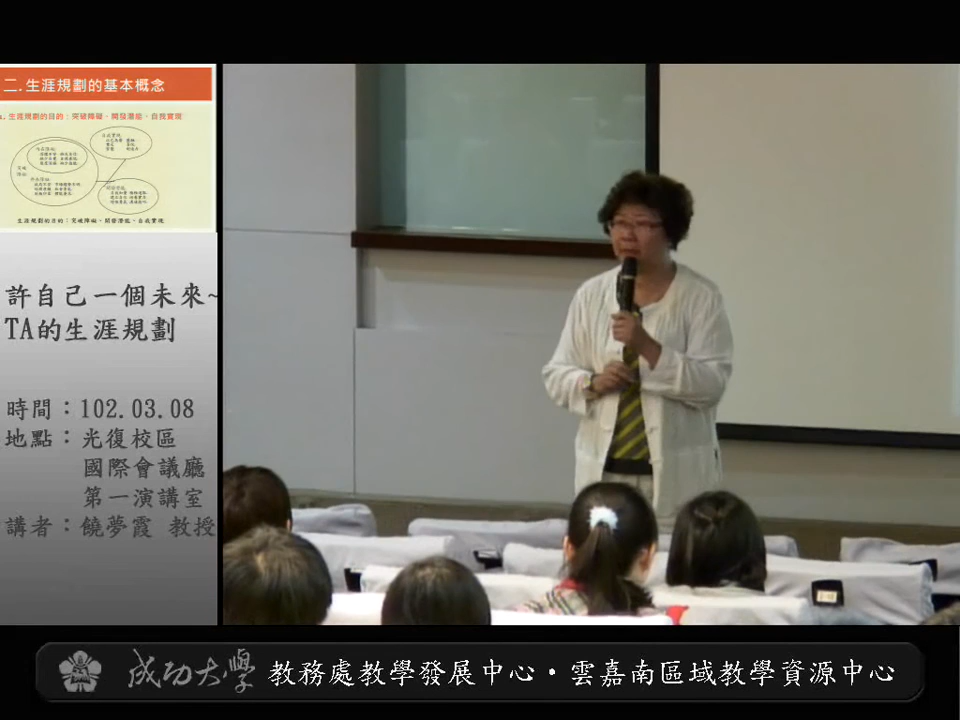 二.生涯規劃的基本概念
1.生涯規劃的目的：突破障礙、開發潛能、自我實現
生涯規劃的目的：突破障礙、開發潛能、自我實現
許自己一個未來~
TA的生涯規劃
時間：102.03.08
地點：光復校區
國際會議廳
第一演講室
講者：饒夢霞 教授
成功大學 教務處教學發展中心·雲嘉南區域教學資源中心